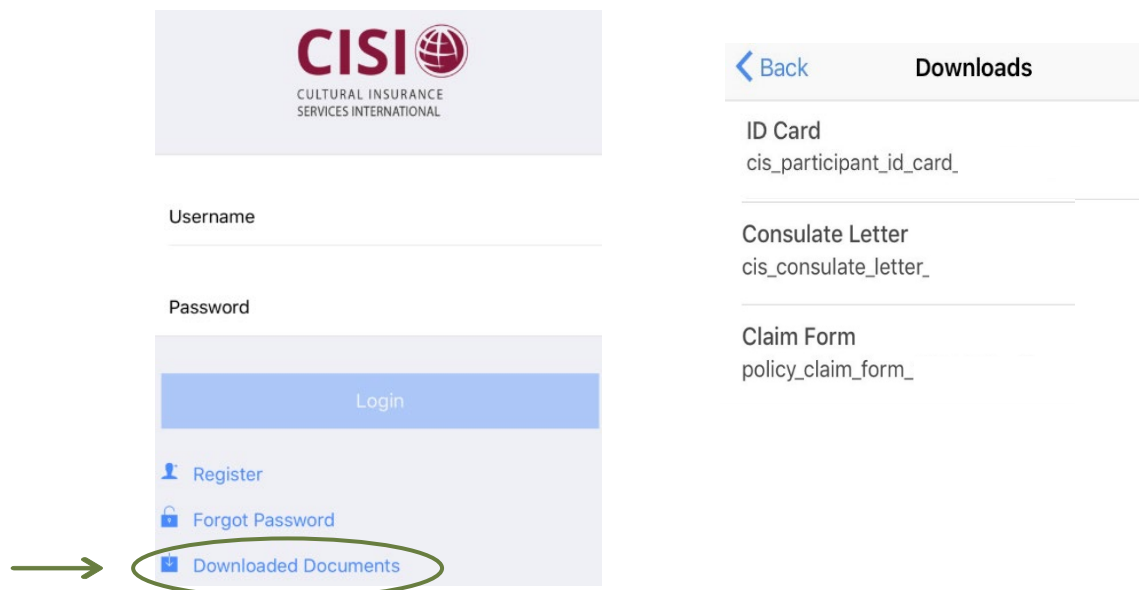 CISI
CULTURAL INSURANCE
SERVICES INTERNATIONAL
Username
Password
Login
Register
Forgot Password
Downloaded Documents
Back
Downloads
ID Card
cis_participant_id_card_
Consulate Letter
cis_consulate_letter_
Claim Form
policy_claim_form_